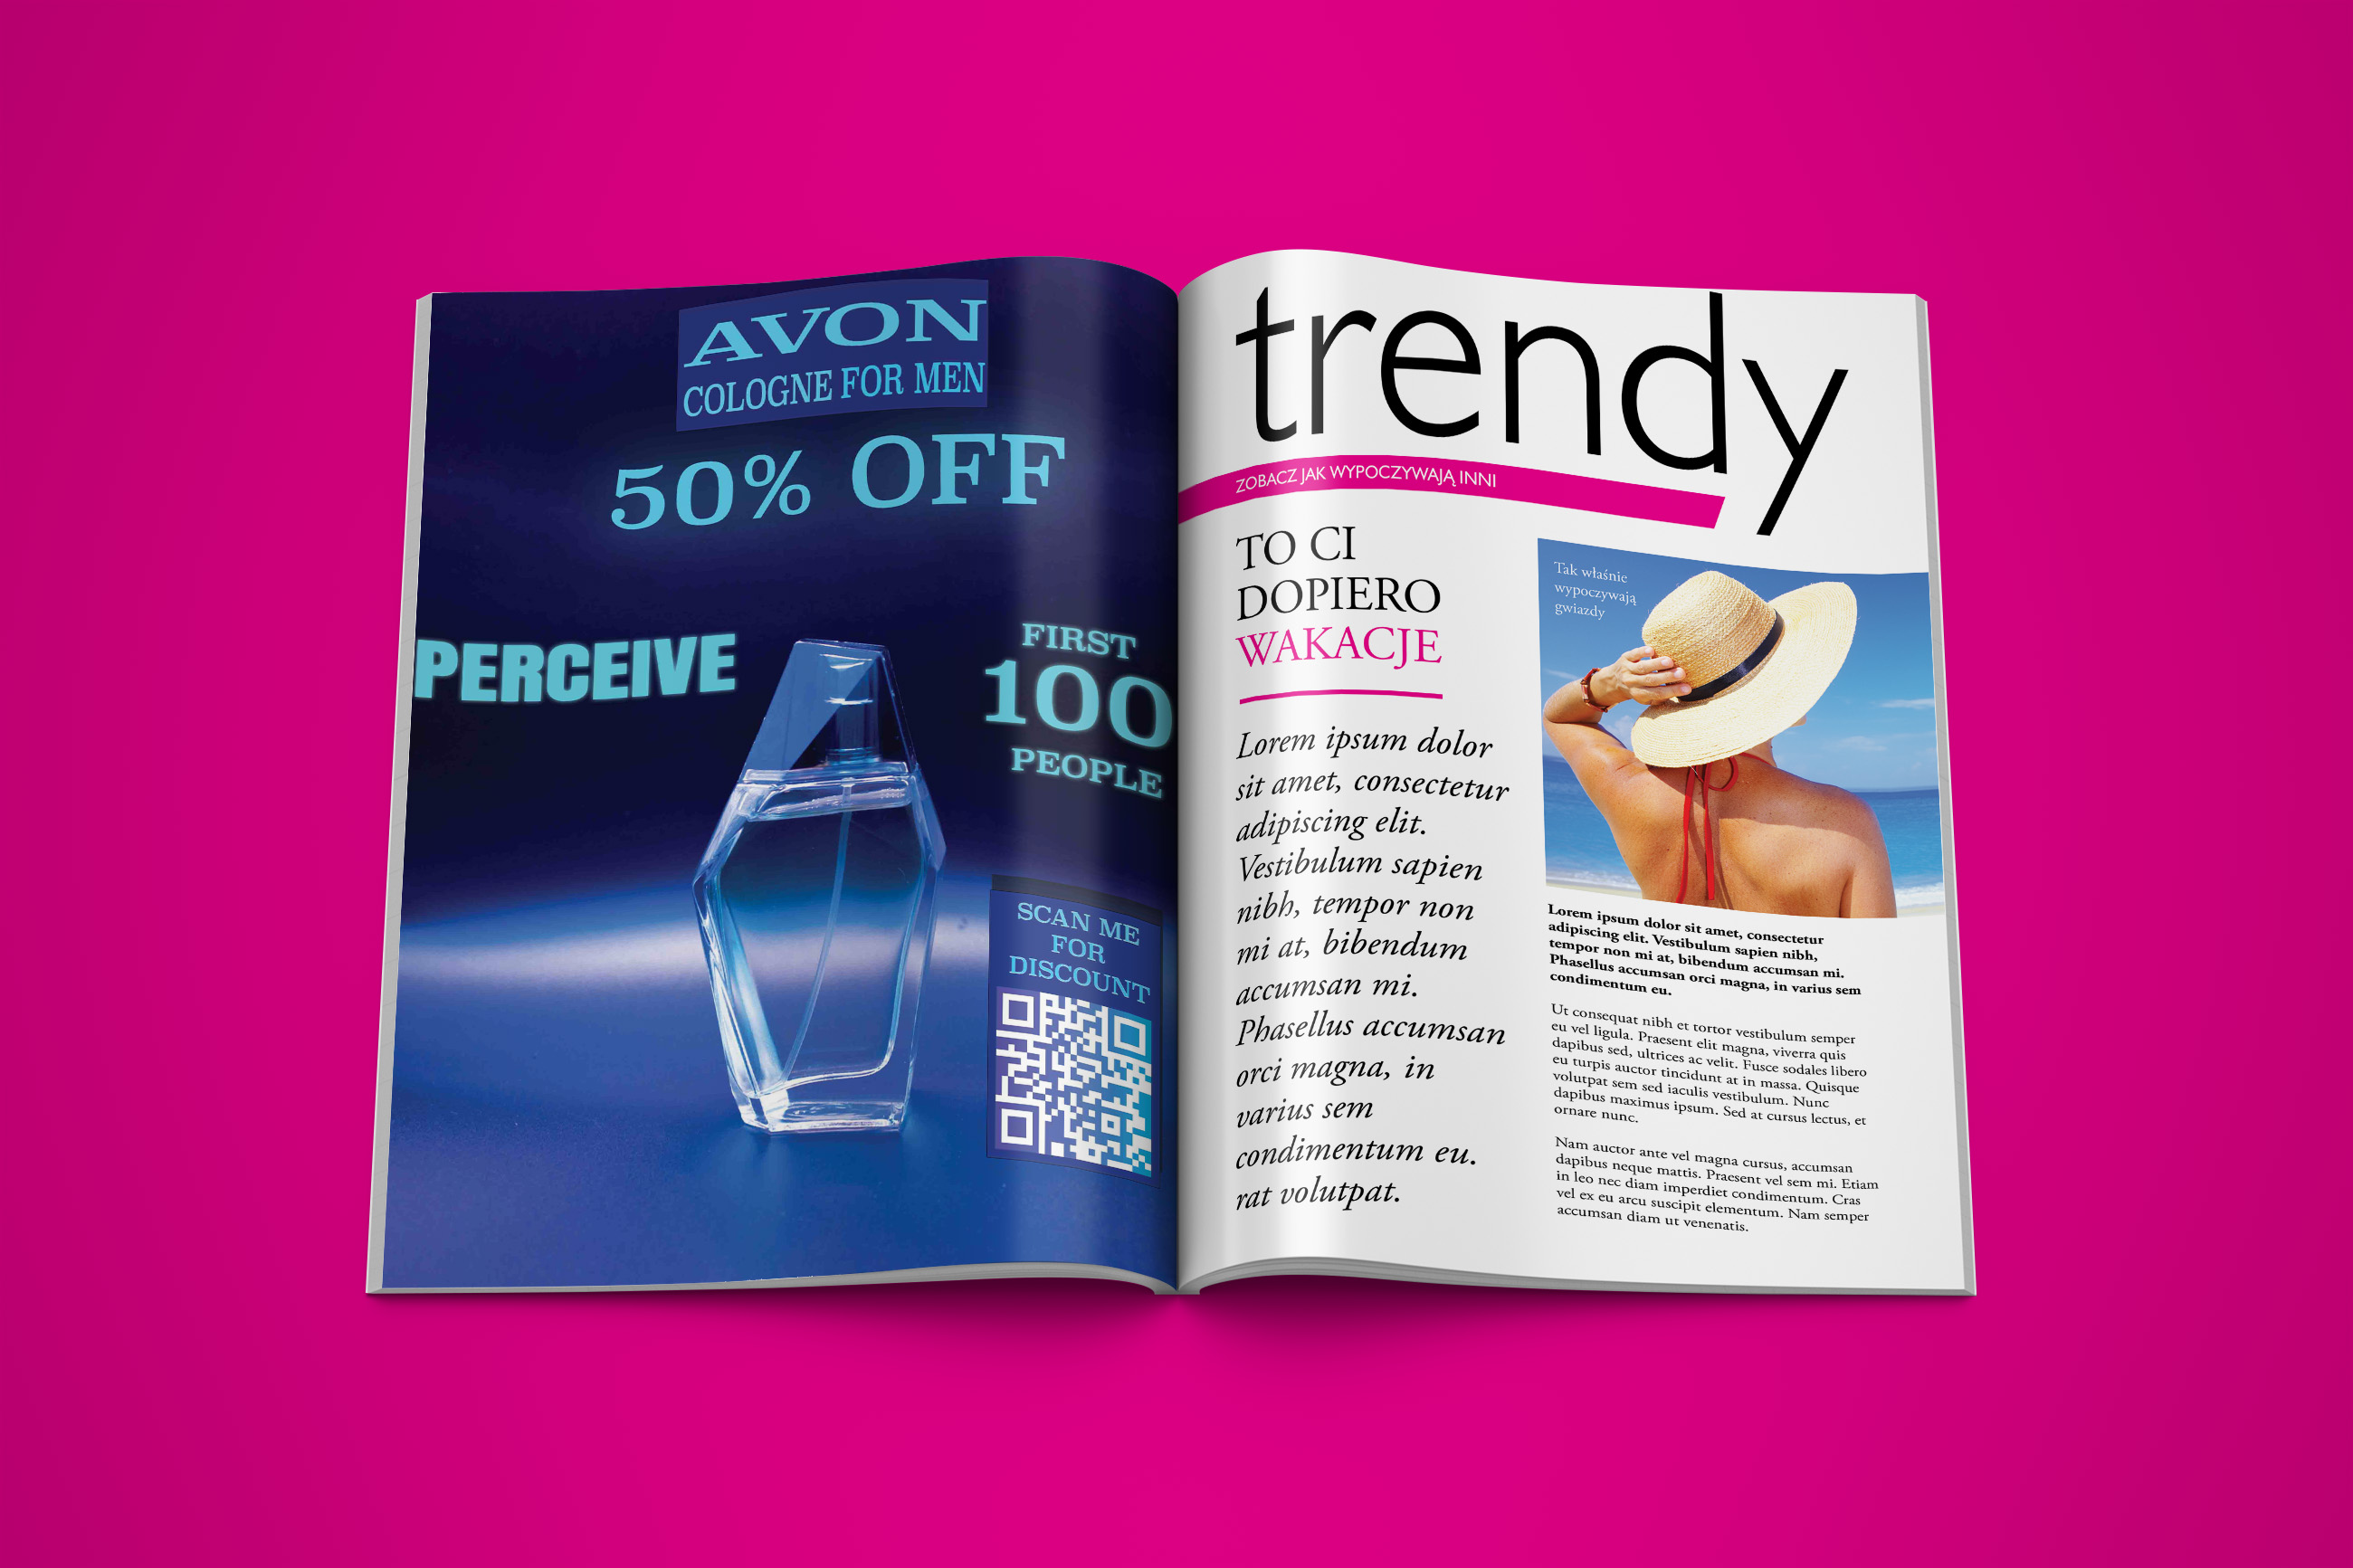 AVON
COLOGNE FOR MEN
50% OFF
PERCEIVE
FIRST
100
PEOPLE
SCAN ME
FOR
DISCOUNT
trendy
ZOBACZ JAK WYPOCZYWAJĄ INNI
TO CI
DOPIERO
WAKACJE
Lorem ipsum dolor
sit amet, consectetur
adipiscing elit.
Vestibulum sapien
nibh, tempor non
mi at, bibendum
accumsan mi.
Phasellus accumsan
orci magna, in
varius sem
condimentum eu.
rat volutpat.
Tak właśnie
wypoczywają
gwiazdy
Lorem ipsum dolor sit amet, consectetur
adipiscing elit. Vestibulum sapien nibh,
tempor non mi at, bibendum accumsan mi.
Phasellus accumsan orci magna, in varius sem
condimentum eu.
Ut consequat nibh et tortor vestibulum semper
eu vel ligula. Praesent elit magna, viverra quis
dapibus sed, ultrices ac velit. Fusce sodales libero
eu turpis auctor tincidunt at in massa. Quisque
volutpat sem sed iaculis vestibulum. Nunc
dapibus maximus ipsum. Sed at cursus lectus, et
ornare nunc.
Nam auctor ante vel magna cursus, accumsan
dapibus neque mattis. Praesent vel sem mi. Etiam
in leo nec diam imperdiet condimentum. Cras
vel ex eu arcu suscipit elementum. Nam semper
accumsan diam ut venenatis.